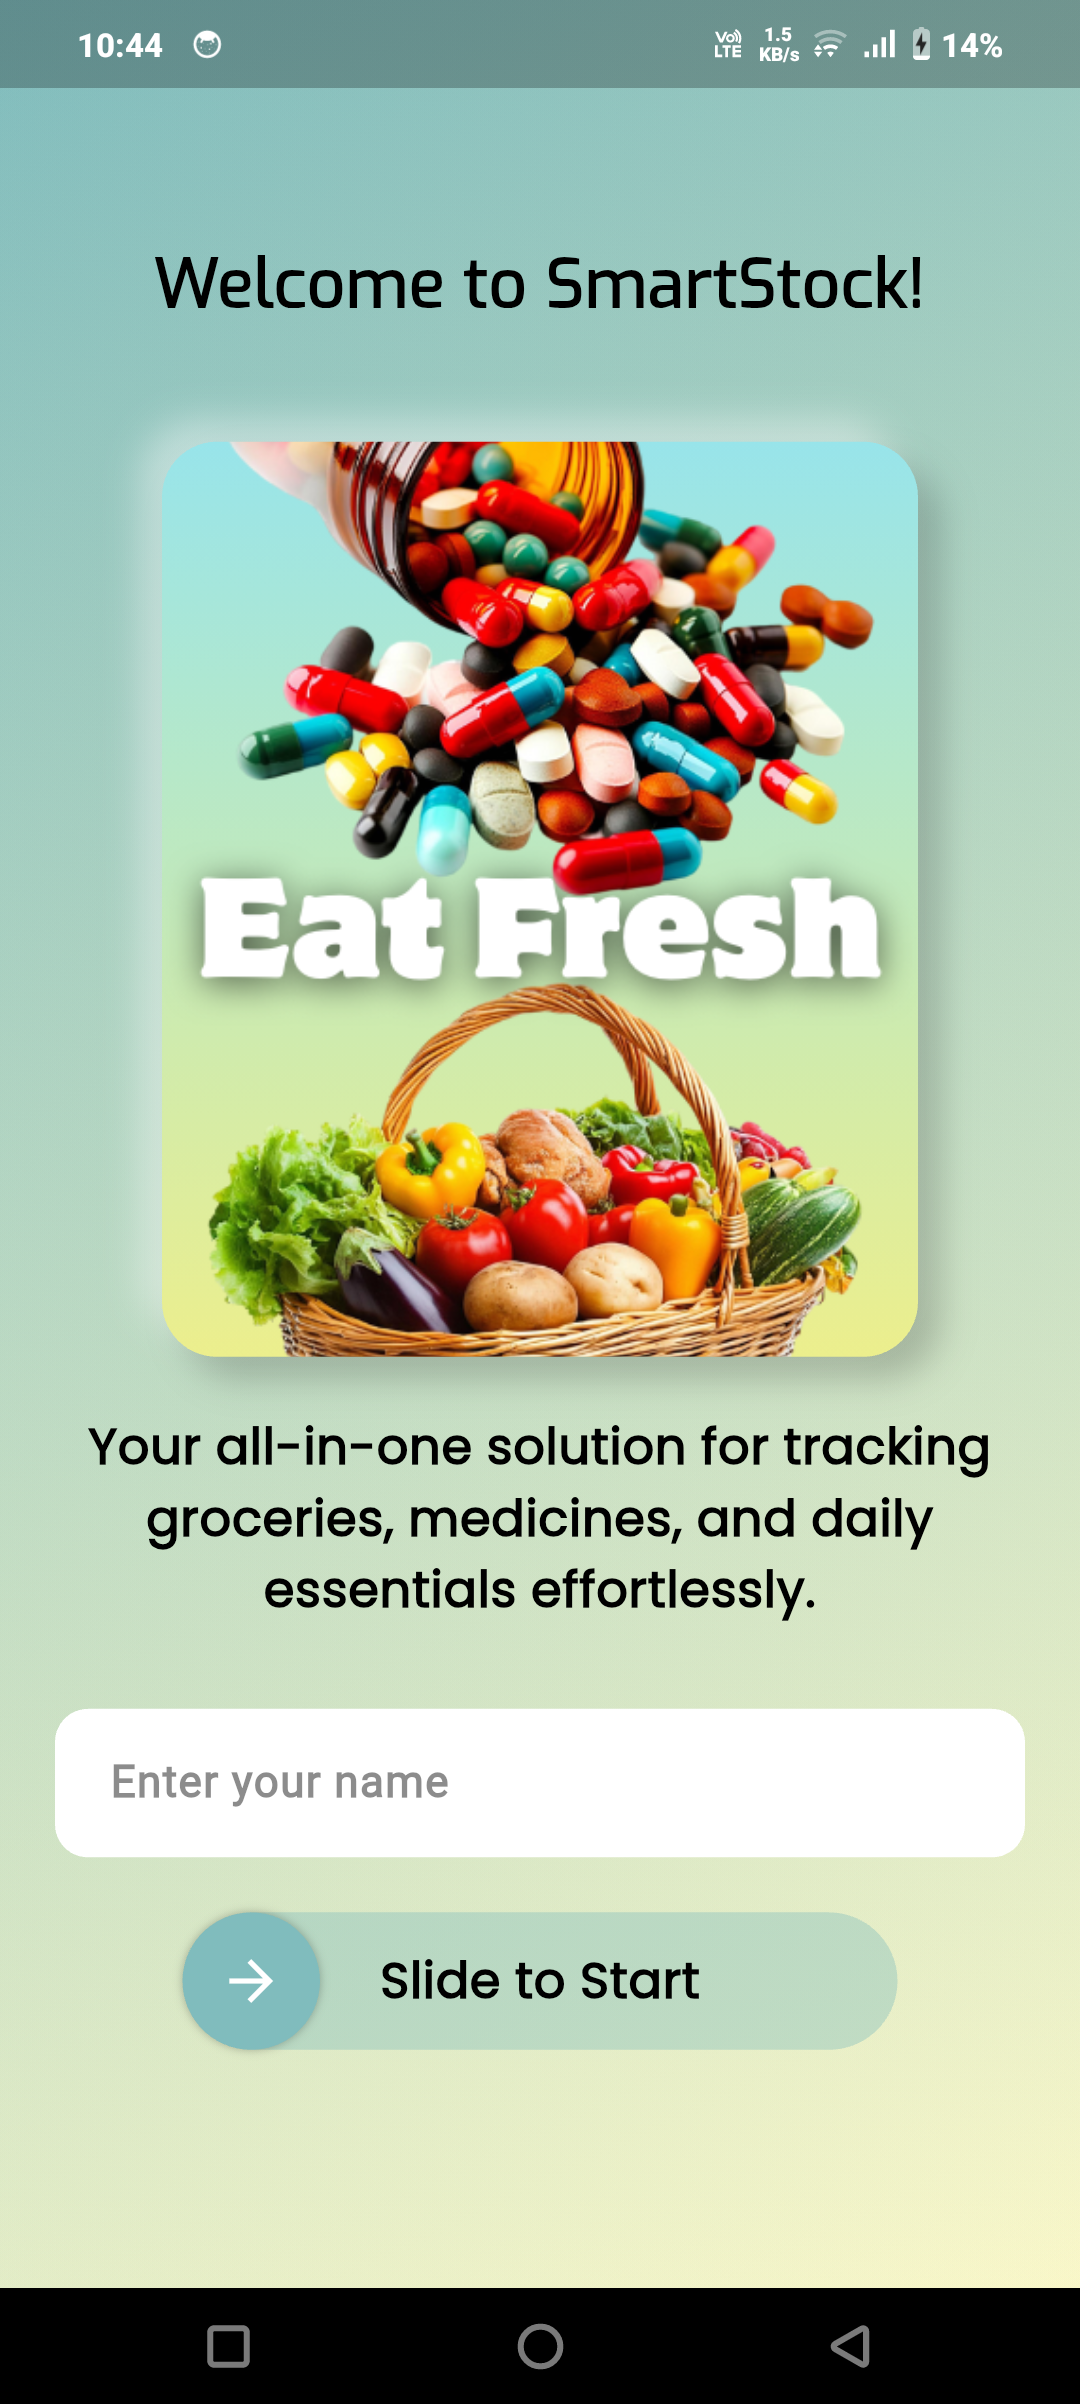 10:44
Vo)) LTE 1.5 KB/s 14%
Welcome to SmartStock!
Eat Fresh
Your all-in-one solution for tracking
groceries, medicines, and daily
essentials effortlessly.
Enter your name
Slide to Start